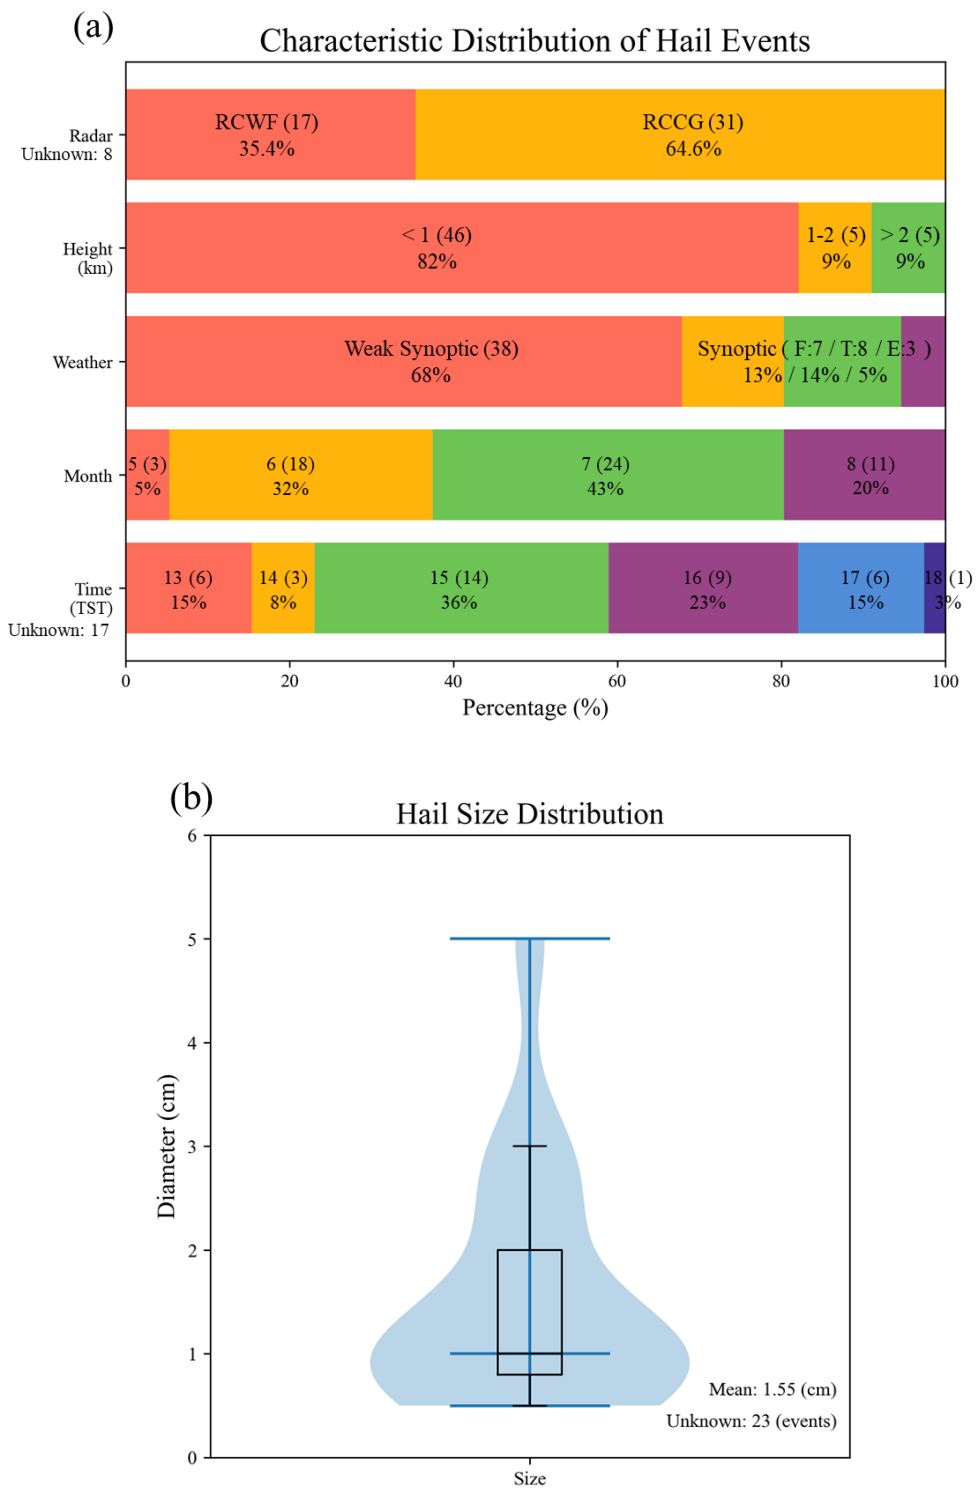 (a)
Characteristic Distribution of Hail Events
Radar
Unknown: 8
RCWF (17)
35.4%
RCCG (31)
64.6%
Height
(km)
< 1 (46)
82%
1-2 (5)
9%
> 2 (5)
9%
Weather
Weak Synoptic (38)
68%
Synoptic ( F:7 / T:8 / E:3 )
13% / 14% / 5%
Month
5 (3)
5%
6 (18)
32%
7 (24)
43%
8 (11)
20%
Time
(TST)
Unknown: 17
13 (6)
15%
14 (3)
8%
15 (14)
36%
16 (9)
23%
17 (6)
15%
18 (1)
3%
0 20 40 60 80 100
Percentage (%)
(b)
Hail Size Distribution
6
5
4
3
2
1
0
Diameter (cm)
Mean: 1.55 (cm)
Unknown: 23 (events)
Size